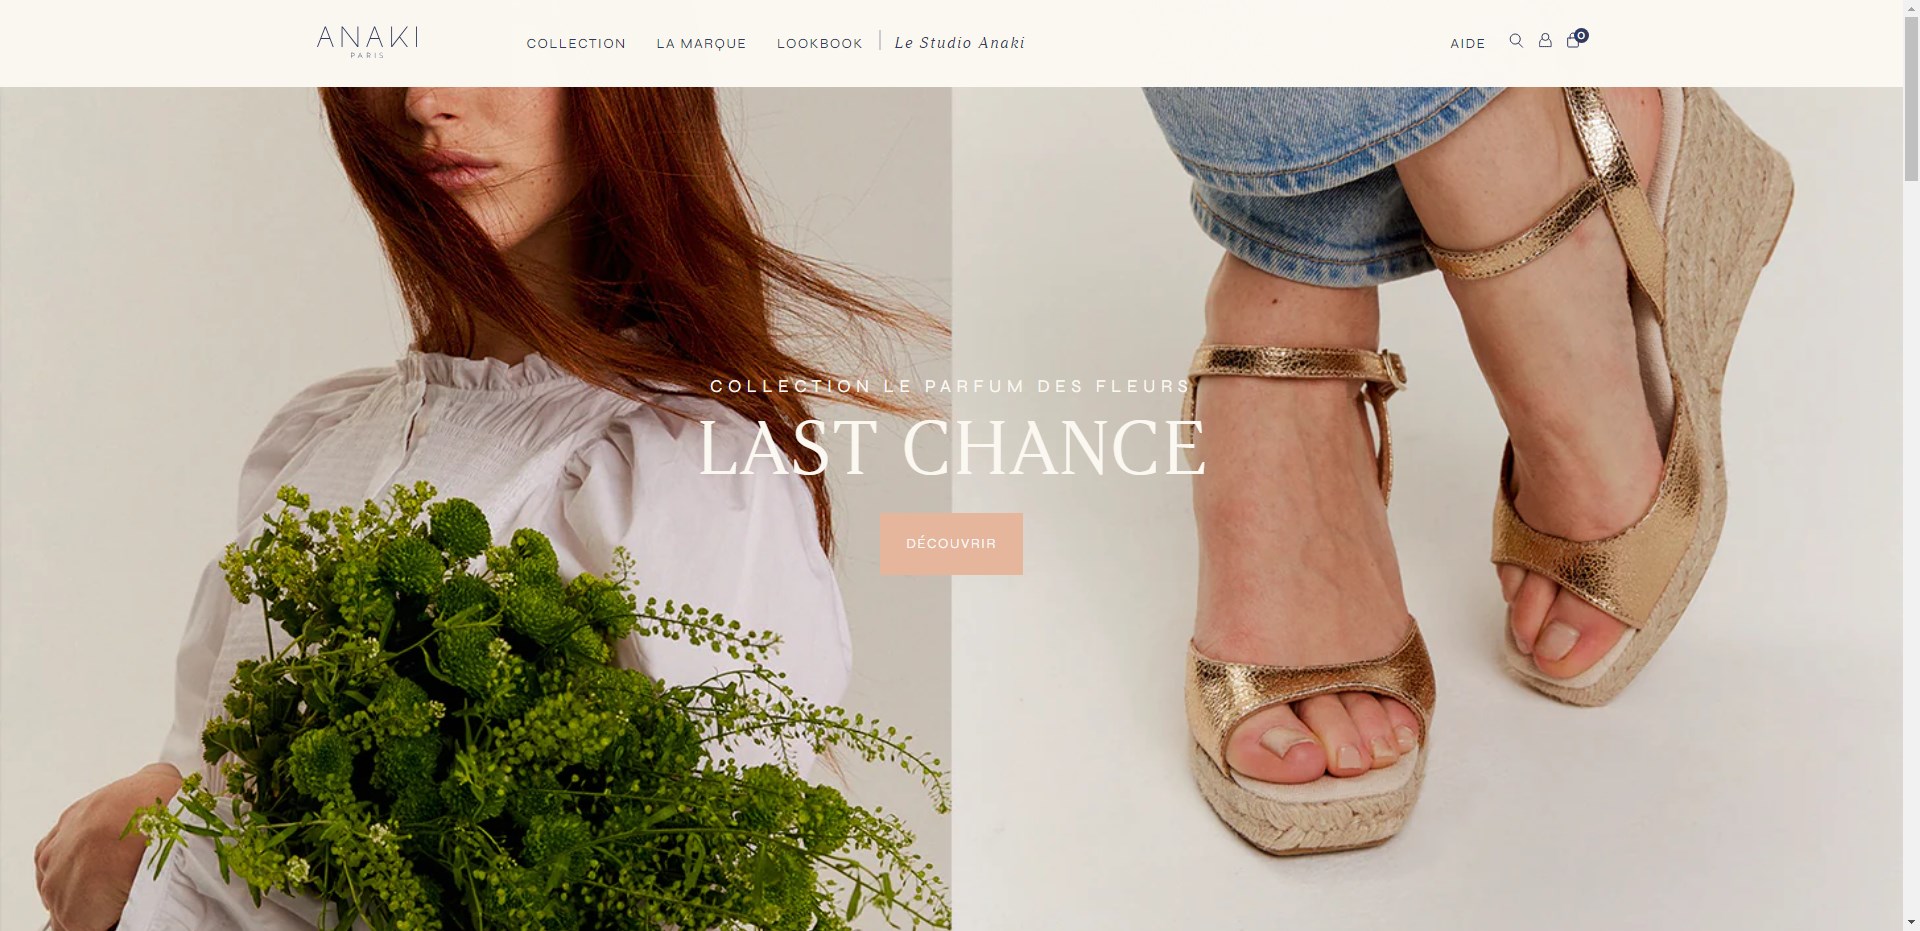 ANAKI
PARIS
COLLECTION
LA MARQUE
LOOKBOOK
Le Studio Anaki
AIDE
0
COLLECTION LE PARFUM DES FLEURS
LAST CHANCE
DÉCOUVRIR